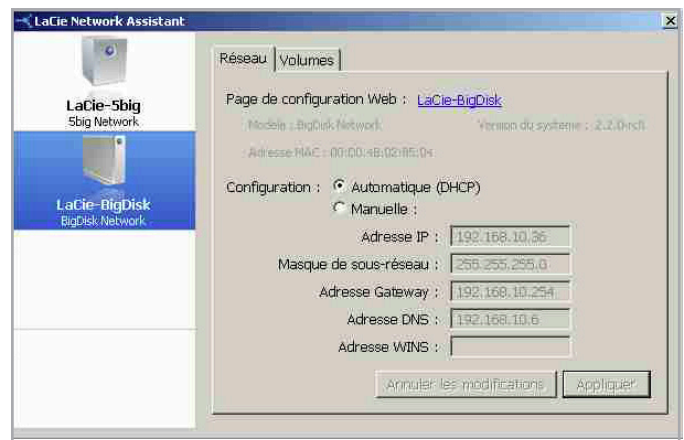 LaCie Network Assistant
LaCie-5big
5big Network
LaCie-BigDisk
BigDisk Network
Réseau
Volumes
Page de configuration Web : LaCie-BigDisk
Modèle : BigDisk Network Version du système : 2.2.0-rc8
Adresse MAC : 00:D0:4B:02:85:04
Configuration : Automatique (DHCP)
Manuelle :
Adresse IP : 192.168.10.36
Masque de sous-réseau : 255.255.255.0
Adresse Gateway : 192.168.10.254
Adresse DNS : 192.168.10.6
Adresse WINS :
Annuler les modifications Appliquer